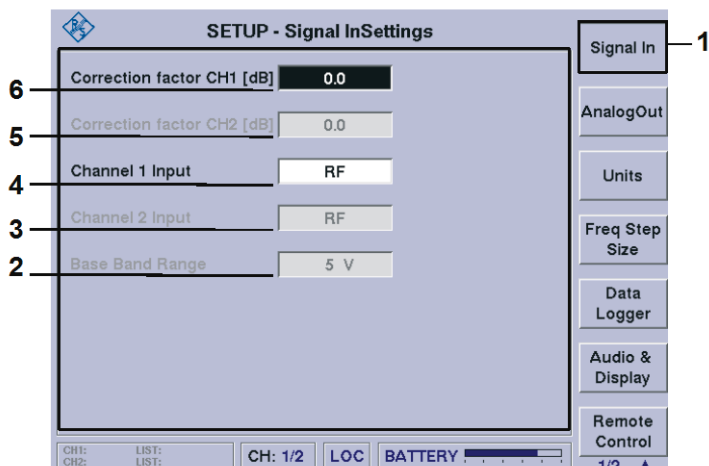 R&S
SETUP - Signal InSettings
Signal In
1
6
Correction factor CH1 [dB]
0.0
5
Correction factor CH2 [dB]
0.0
AnalogOut
4
Channel 1 Input
RF
Units
3
Channel 2 Input
RF
Freq Step
Size
2
Base Band Range
5 V
Data
Logger
Audio &
Display
Remote
Control
CH1: LIST:
CH2: LIST:
CH: 1/2
LOC
BATTERY
1/2